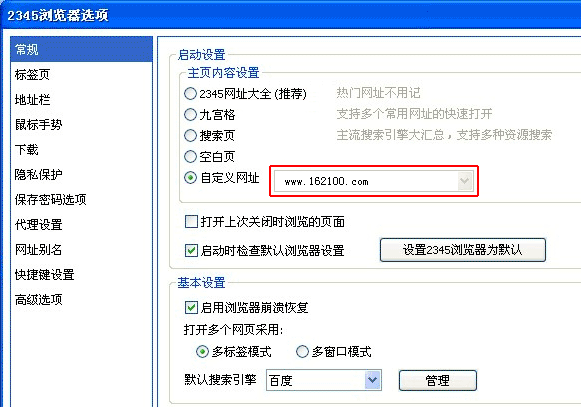 2345浏览器选项
常规
标签页
地址栏
鼠标手势
下载
隐私保护
保存密码选项
代理设置
网址别名
快捷键设置
高级选项
启动设置
主页内容设置
2345网址大全(推荐) 热门网址不用记
九宫格 支持多个常用网址的快速打开
搜索页 主流搜索引擎大汇总，支持多种资源搜索
空白页
自定义网址 www.162100.com
打开上次关闭时浏览的页面
启动时检查默认浏览器设置 设置2345浏览器为默认
基本设置
启用浏览器崩溃恢复
打开多个网页采用:
多标签模式 多窗口模式
默认搜索引擎 百度 管理